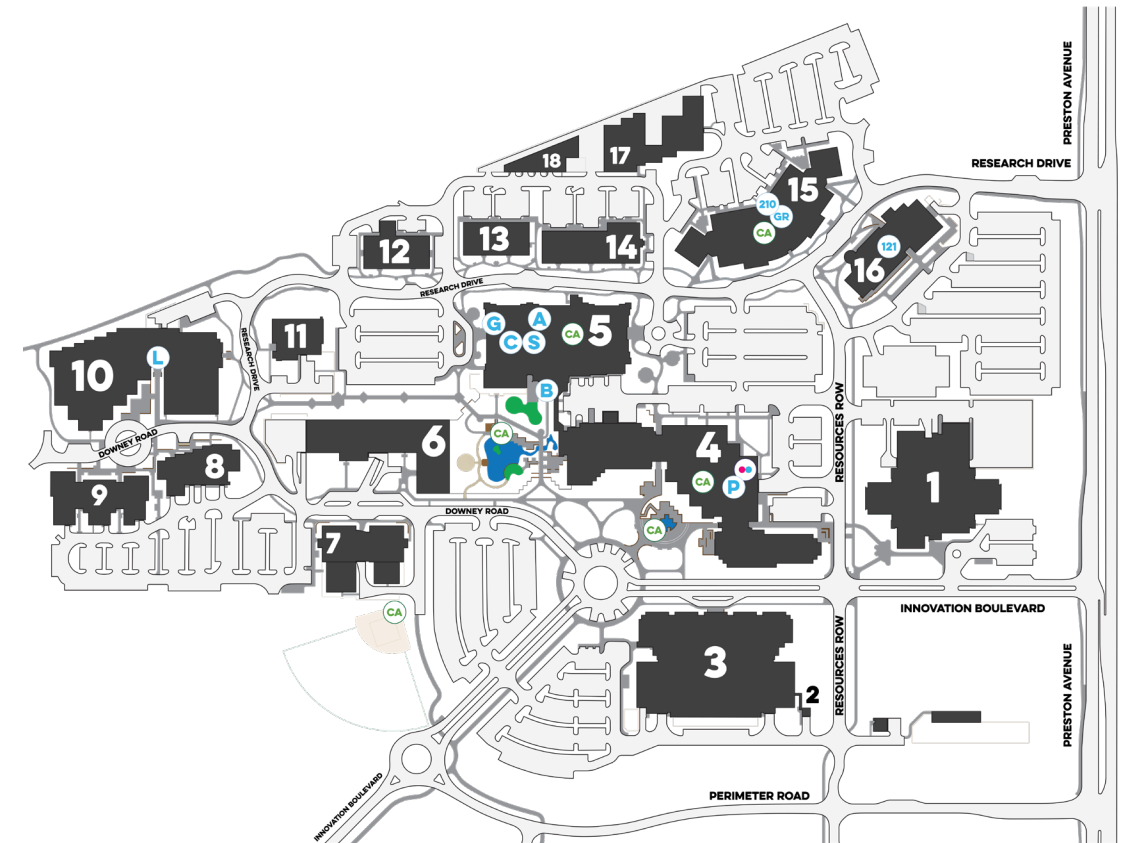 PRESTON AVENUE
RESEARCH DRIVE
18
17
15
210
GR
CA
16
121
12
13
14
RESEARCH DRIVE
G
A
C
S
CA
5
B
11
RESEARCH DRIVE
10
L
DOWNEY ROAD
8
9
6
CA
4
CA
P
RESOURCES ROW
1
DOWNEY ROAD
CA
7
CA
INNOVATION BOULEVARD
3
2
RESOURCES ROW
PRESTON AVENUE
PERIMETER ROAD
INNOVATION BOULEVARD